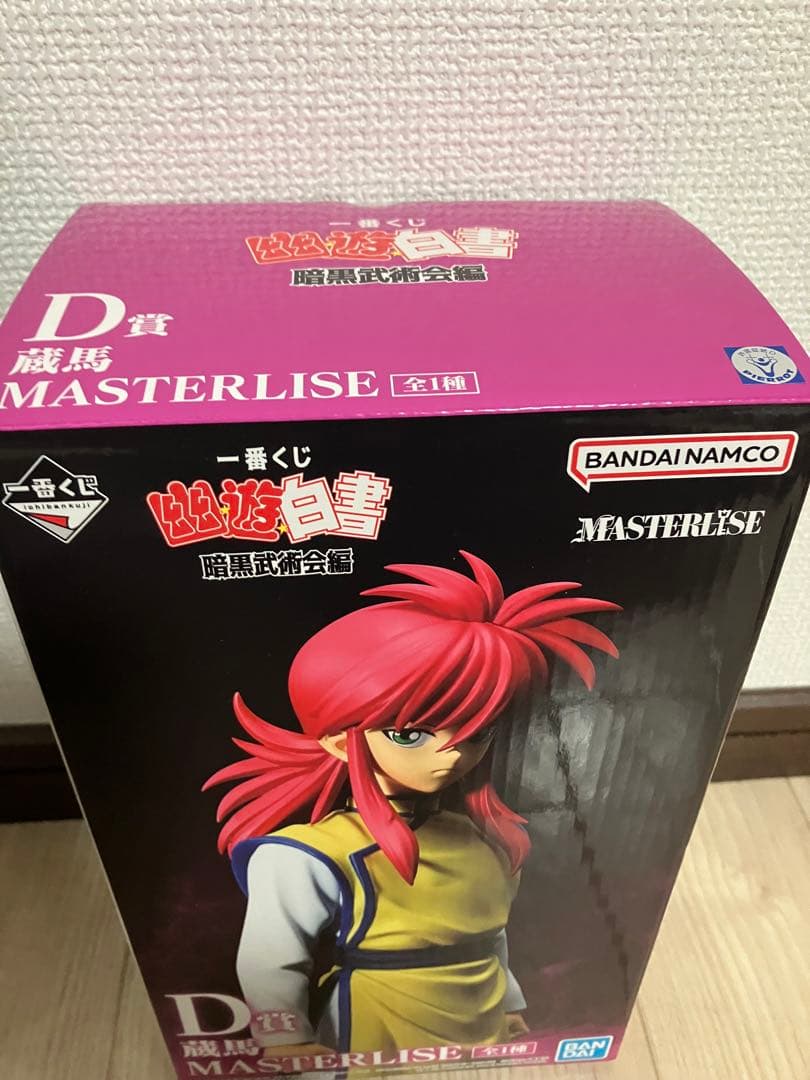 一番くじ
幽☆遊☆白書
暗黒武術会編
D賞
蔵馬
MASTERLISE 全1種
PIERROT
一番くじ
ichibankuji
一番くじ
幽☆遊☆白書
暗黒武術会編
BANDAI NAMCO
MASTERLISE
D賞
蔵馬
MASTERLISE 全1種
BAN
DAI